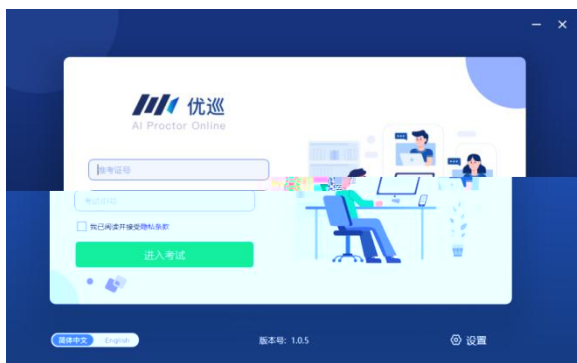 优巡
AI Proctor Online
准考证号
考试口令
我已阅读并接受隐私条款
进入考试
简体中文 English
版本号: 1.0.5
设置